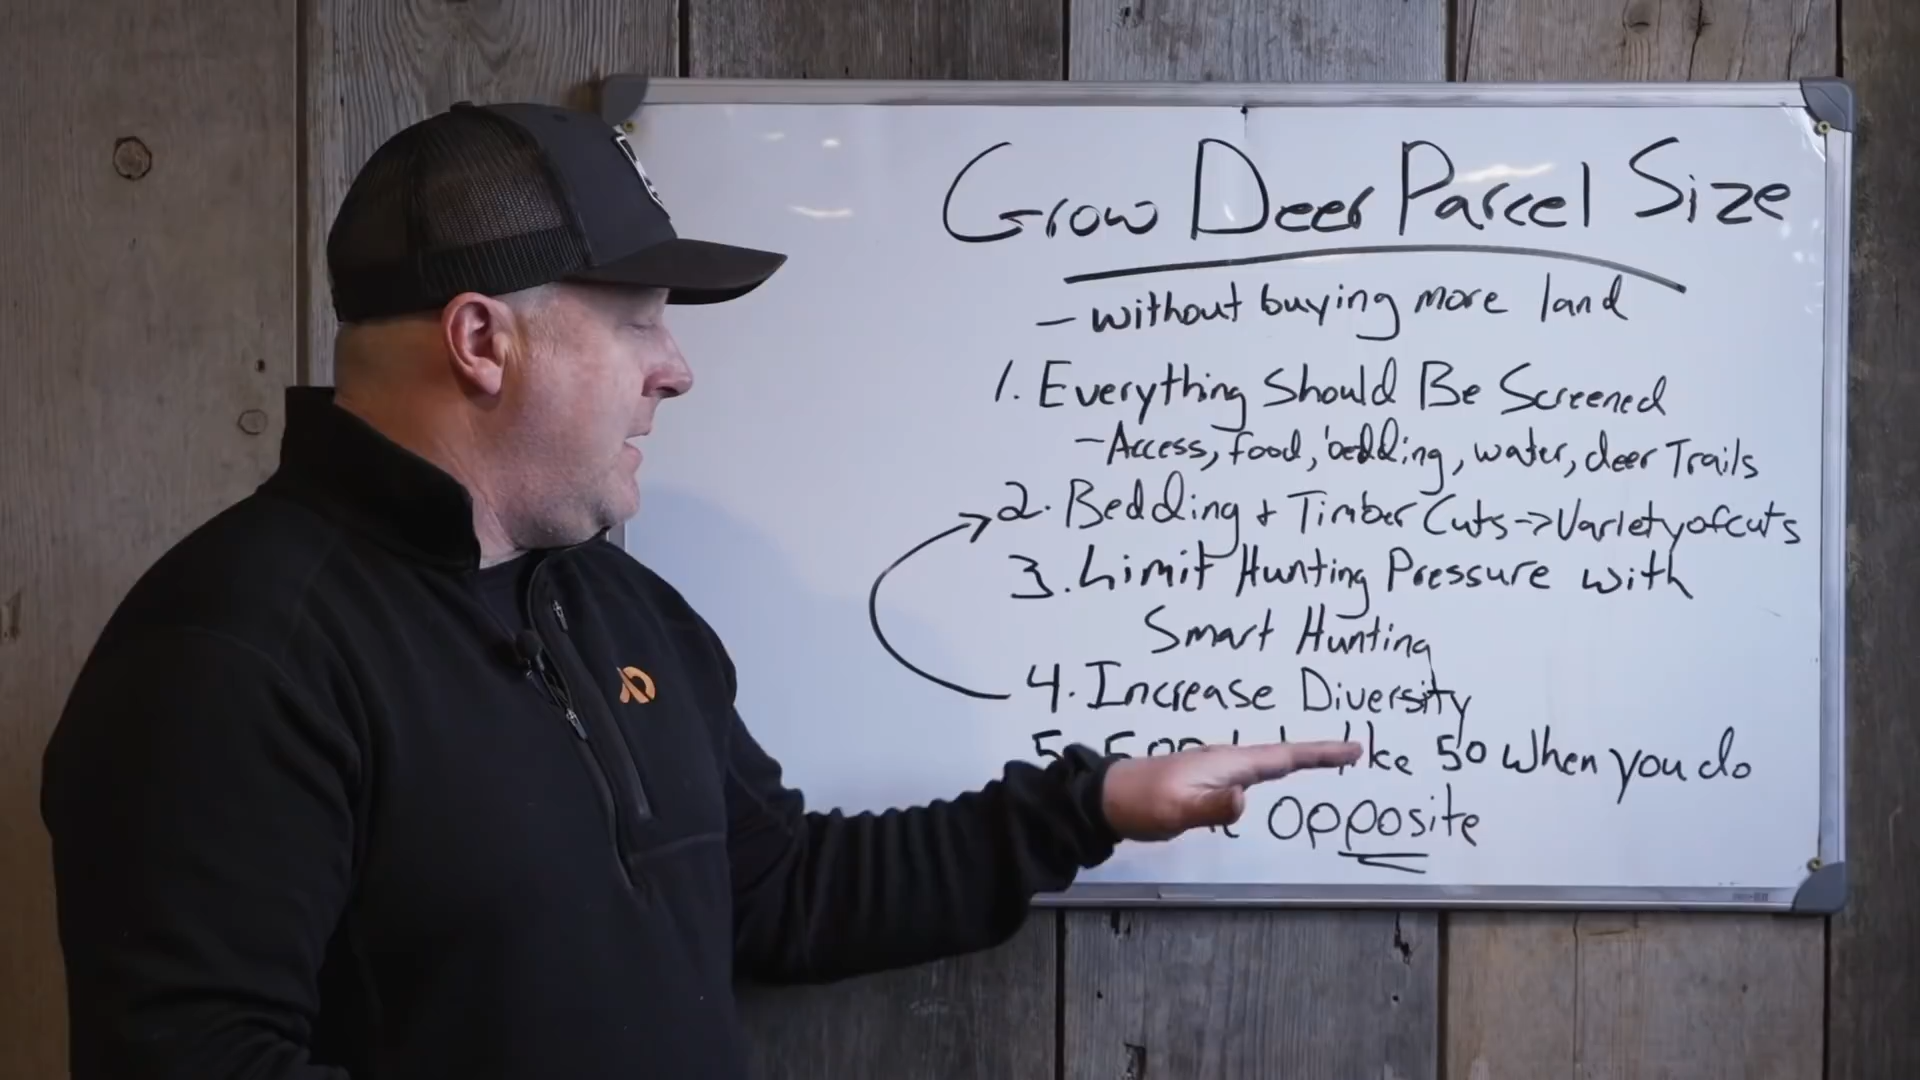 Grow Deer Parcel Size
- without buying more land
1. Everything Should Be Screened
- Access, food, bedding, water, deer Trails
2. Bedding + Timber Cuts -> Variety of cuts
3. Limit Hunting Pressure with
Smart Hunting
4. Increase Diversity
5. 50 when you do
opposite